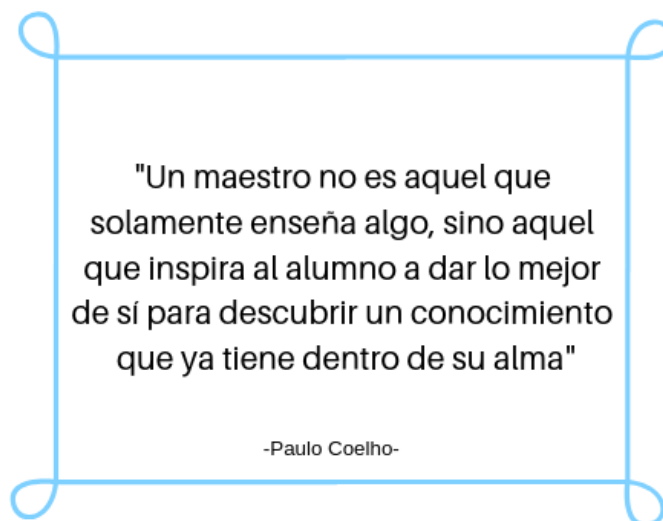 "Un maestro no es aquel que
solamente enseña algo, sino aquel
que inspira al alumno a dar lo mejor
de sí para descubrir un conocimiento
que ya tiene dentro de su alma"
-Paulo Coelho-